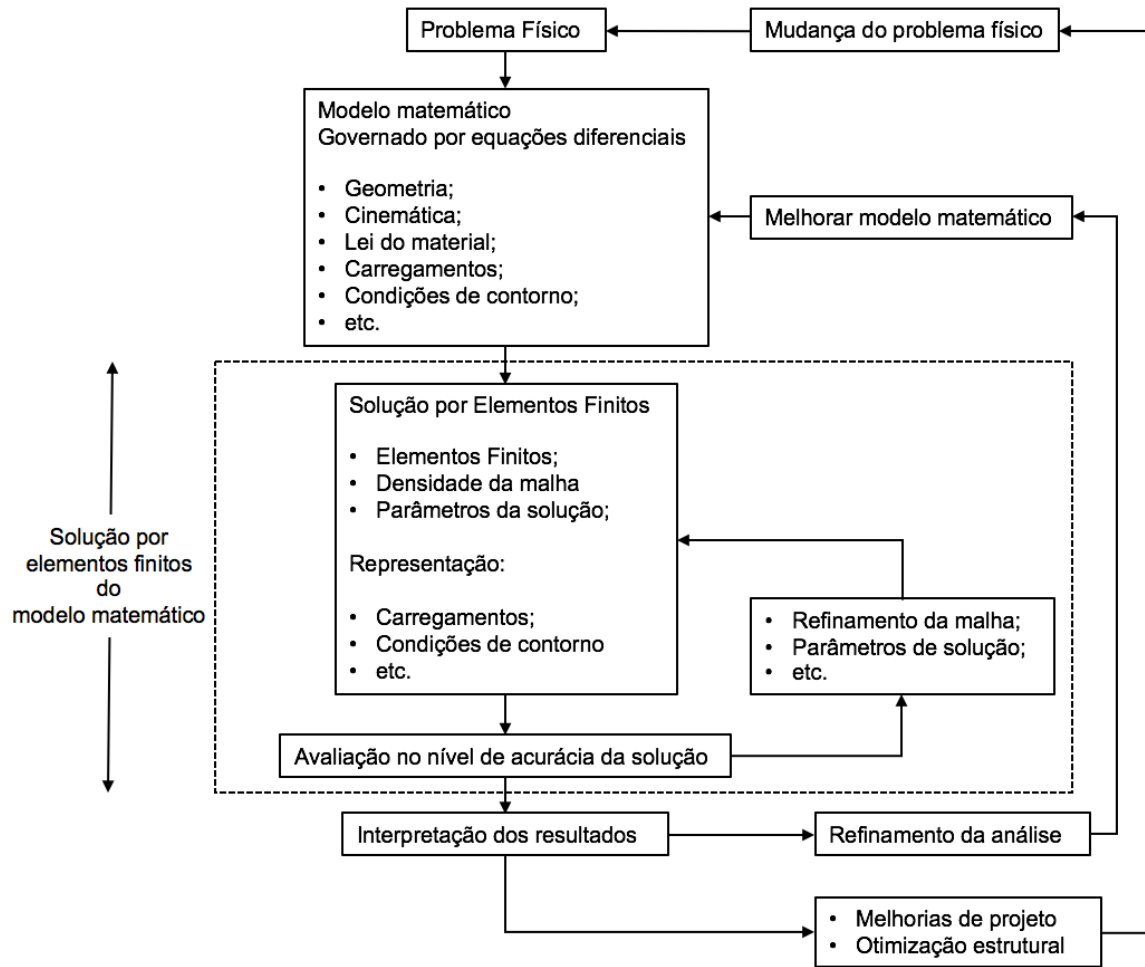 Problema Físico
Mudança do problema físico
Modelo matemático
Governado por equações diferenciais
• Geometria;
• Cinemática;
• Lei do material;
• Carregamentos;
• Condições de contorno;
• etc.
Melhorar modelo matemático
Solução por Elementos Finitos
• Elementos Finitos;
• Densidade da malha
• Parâmetros da solução;
Representação:
• Carregamentos;
• Condições de contorno
• etc.
Solução por
elementos finitos
do
modelo matemático
• Refinamento da malha;
• Parâmetros de solução;
• etc.
Avaliação no nível de acurácia da solução
Interpretação dos resultados
Refinamento da análise
• Melhorias de projeto
• Otimização estrutural